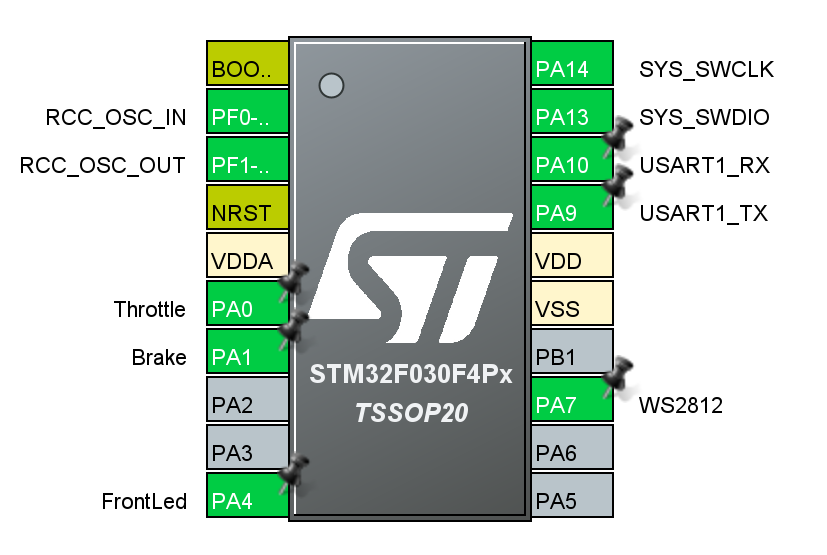 BOO.. PA14 SYS_SWCLK
RCC_OSC_IN PF0-.. PA13 SYS_SWDIO
RCC_OSC_OUT PF1-.. PA10 USART1_RX
NRST PA9 USART1_TX
VDDA VDD
Throttle PA0 VSS
Brake PA1 PB1
STM32F030F4Px
PA2 TSSOP20 PA7 WS2812
PA3 PA6
FrontLed PA4 PA5
ST